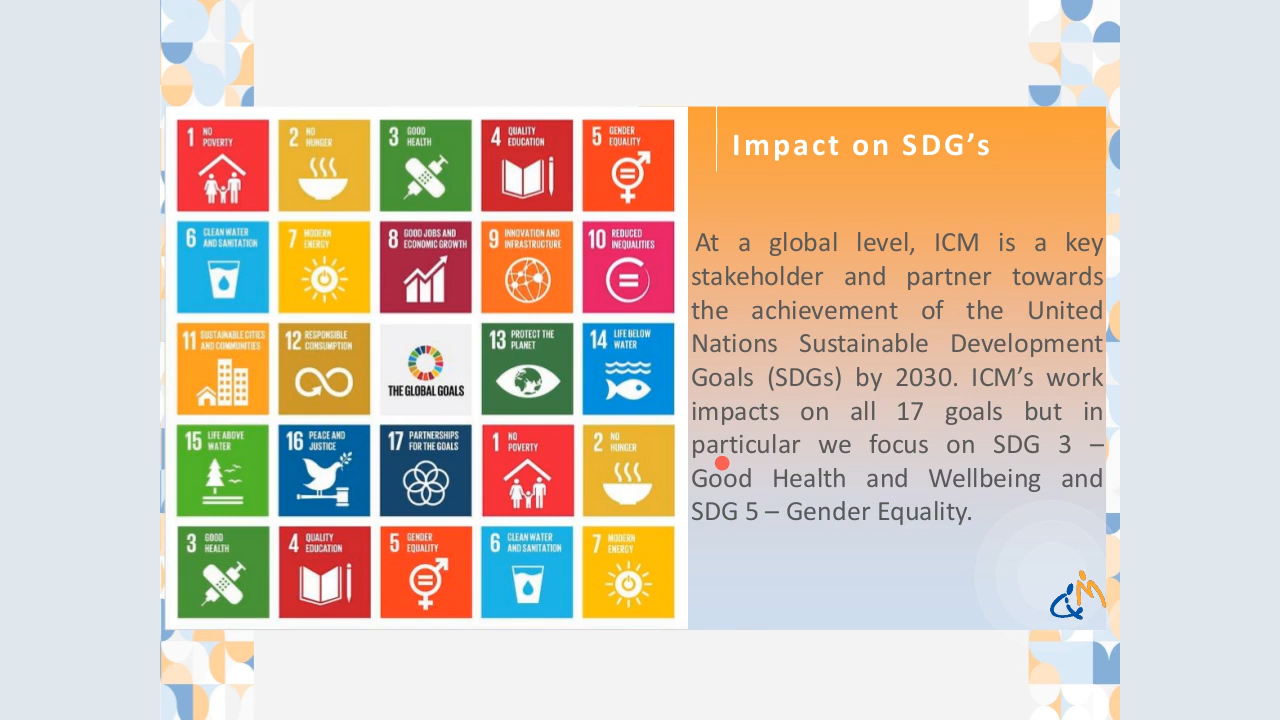 1 NO POVERTY
2 NO HUNGER
3 GOOD HEALTH
4 QUALITY EDUCATION
5 GENDER EQUALITY
6 CLEAN WATER AND SANITATION
7 MODERN ENERGY
8 GOOD JOBS AND ECONOMIC GROWTH
9 INNOVATION AND INFRASTRUCTURE
10 REDUCED INEQUALITIES
11 SUSTAINABLE CITIES AND COMMUNITIES
12 RESPONSIBLE CONSUMPTION
THE GLOBAL GOALS
13 PROTECT THE PLANET
14 LIFE BELOW WATER
15 LIFE ABOVE WATER
16 PEACE AND JUSTICE
17 PARTNERSHIPS FOR THE GOALS
1 NO POVERTY
2 NO HUNGER
3 GOOD HEALTH
4 QUALITY EDUCATION
5 GENDER EQUALITY
6 CLEAN WATER AND SANITATION
7 MODERN ENERGY
Impact on SDG’s
At a global level, ICM is a key
stakeholder and partner towards
the achievement of the United
Nations Sustainable Development
Goals (SDGs) by 2030. ICM’s work
impacts on all 17 goals but in
particular we focus on SDG 3 –
Good Health and Wellbeing and
SDG 5 – Gender Equality.